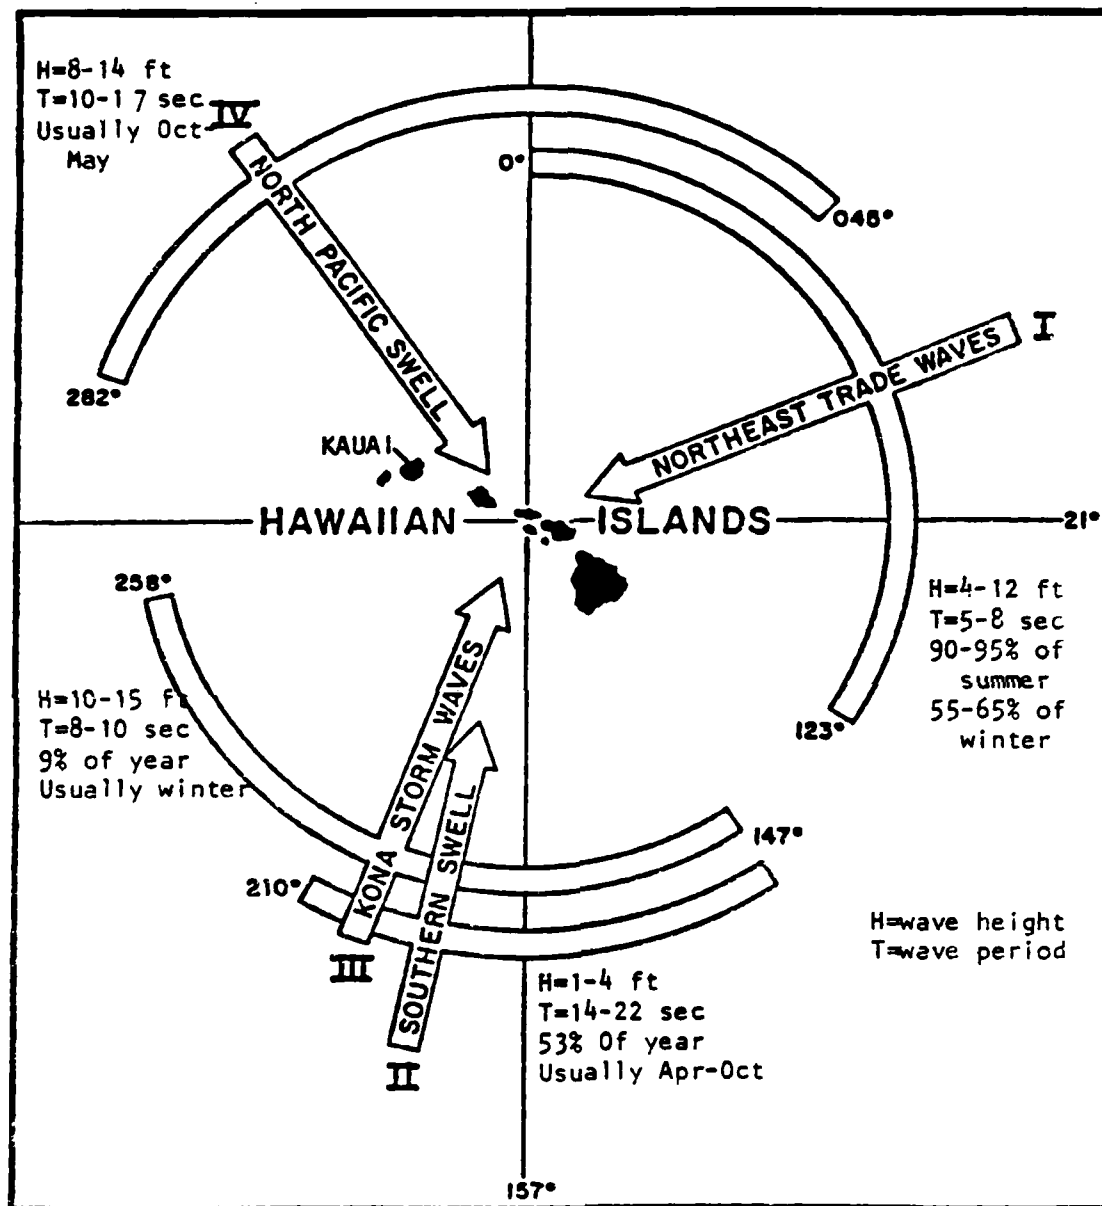 H=8-14 ft
T=10-17 sec
Usually Oct-
May
IV
NORTH PACIFIC SWELL
0°
045°
I
NORTHEAST TRADE WAVES
282°
KAUAI
HAWAIIAN ISLANDS
21°
258°
H=4-12 ft
T=5-8 sec
90-95% of
summer
55-65% of
winter
123°
H=10-15 ft
T=8-10 sec
9% of year
Usually winter
KONA STORM WAVES
III
SOUTHERN SWELL
II
147°
210°
H=wave height
T=wave period
H=1-4 ft
T=14-22 sec
53% Of year
Usually Apr-Oct
157°